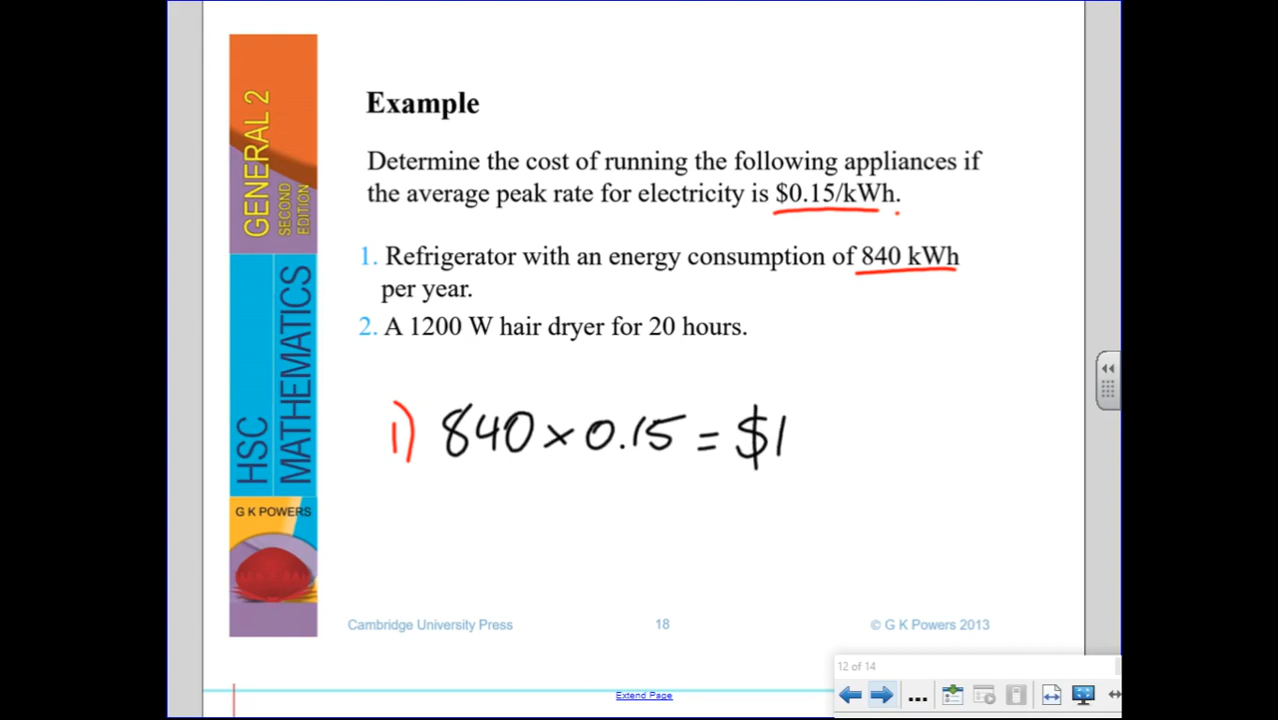 GENERAL 2
SECOND
EDITION
HSC
MATHEMATICS
G K POWERS
Example
Determine the cost of running the following appliances if
the average peak rate for electricity is $0.15/kWh.
1. Refrigerator with an energy consumption of 840 kWh
per year.
2. A 1200 W hair dryer for 20 hours.
1) 840 × 0.15 = $1
Cambridge University Press
18
© G K Powers 2013
12 of 14
...
Extend Page